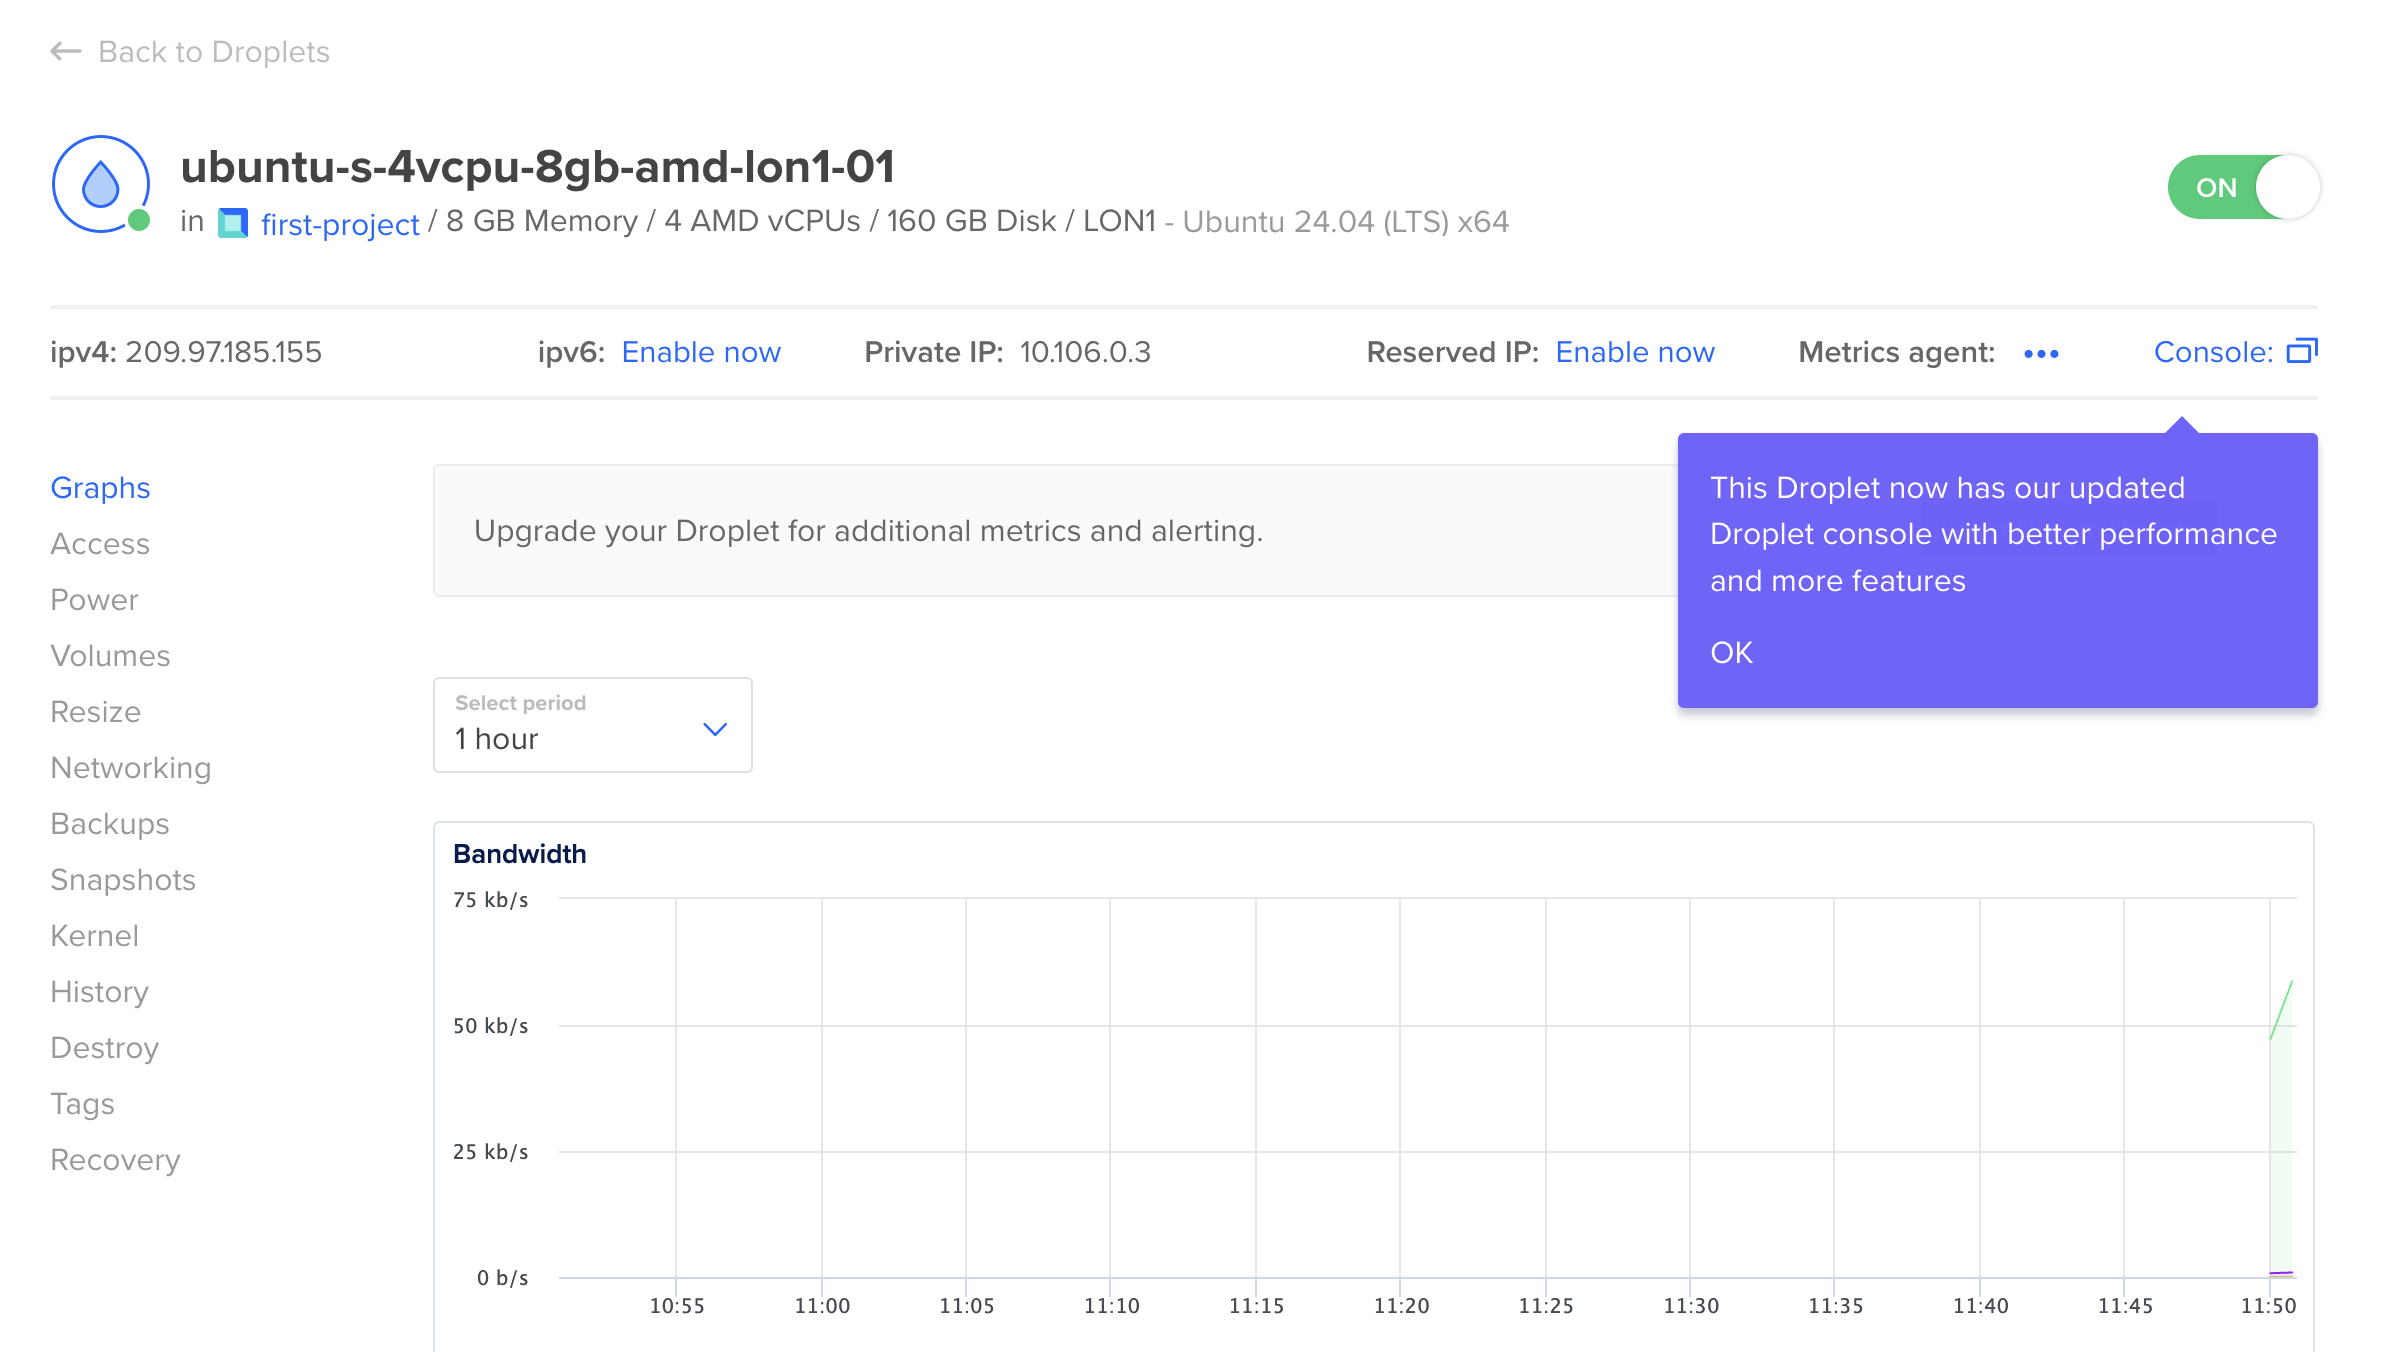 Back to Droplets
ubuntu-s-4vcpu-8gb-amd-lon1-01
in first-project / 8 GB Memory / 4 AMD vCPUs / 160 GB Disk / LON1 - Ubuntu 24.04 (LTS) x64
ON
ipv4: 209.97.185.155 ipv6: Enable now Private IP: 10.106.0.3 Reserved IP: Enable now Metrics agent: ••• Console:
This Droplet now has our updated
Droplet console with better performance
and more features
OK
Graphs
Access
Power
Volumes
Resize
Networking
Backups
Snapshots
Kernel
History
Destroy
Tags
Recovery
Upgrade your Droplet for additional metrics and alerting.
Select period
1 hour
Bandwidth
75 kb/s
50 kb/s
25 kb/s
0 b/s
10:55 11:00 11:05 11:10 11:15 11:20 11:25 11:30 11:35 11:40 11:45 11:50